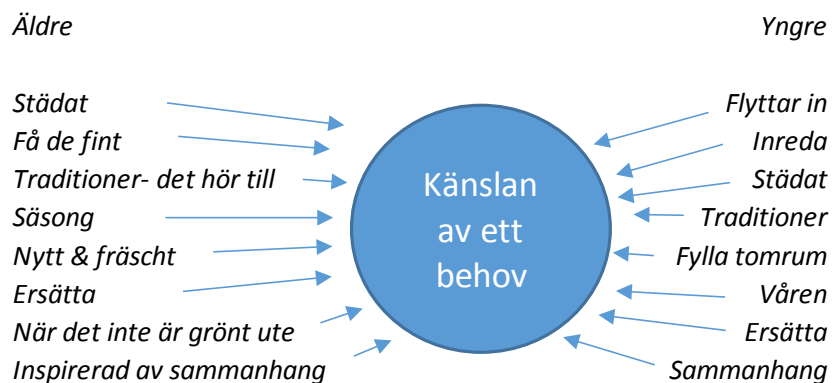 Äldre
Yngre
Städat
Få de fint
Traditioner- det hör till
Säsong
Nytt & fräscht
Ersätta
När det inte är grönt ute
Inspirerad av sammanhang
Känslan
av ett
behov
Flyttar in
Inreda
Städat
Traditioner
Fylla tomrum
Våren
Ersätta
Sammanhang